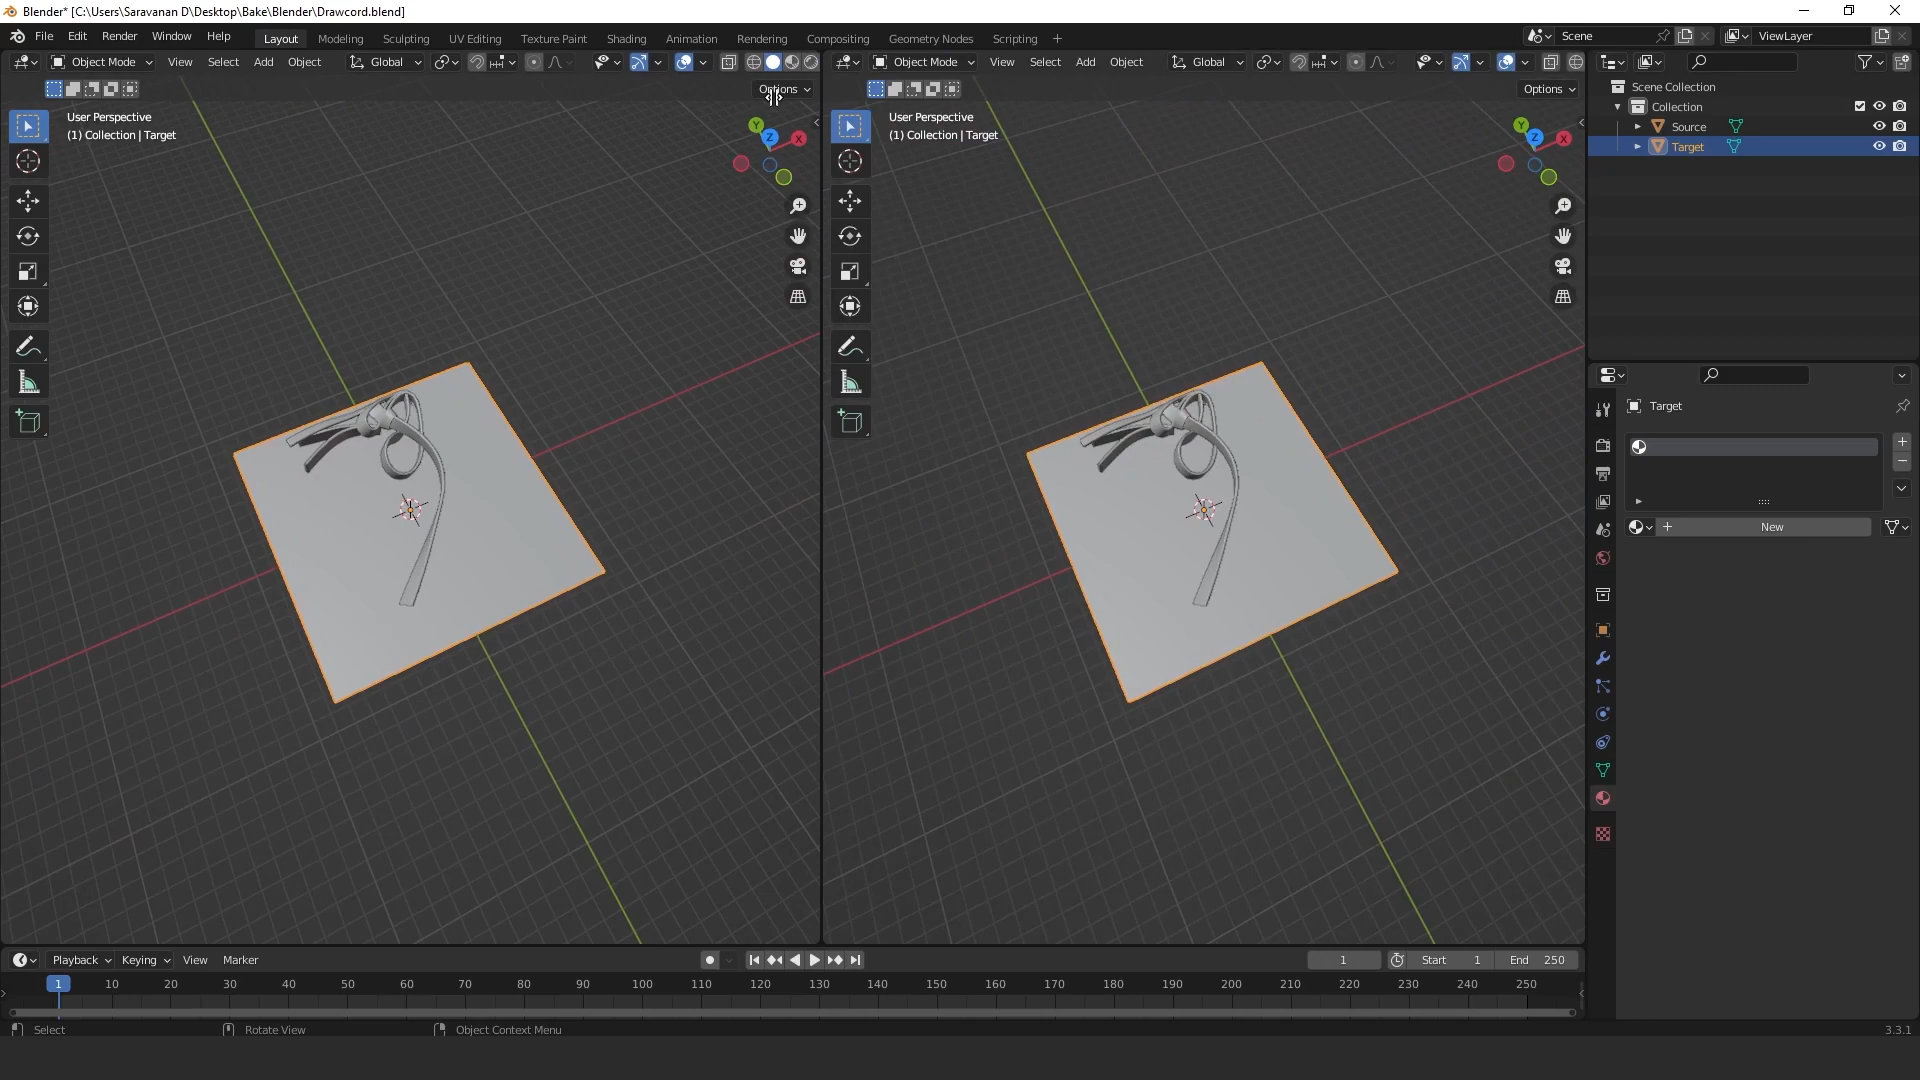 Blender* [C:\Users\Saravanan D\Desktop\Bake\Blender\Drawcord.blend]
File Edit Render Window Help Layout Modeling Sculpting UV Editing Texture Paint Shading Animation Rendering Compositing Geometry Nodes Scripting + Scene ViewLayer
Object Mode View Select Add Object Global Object Mode View Select Add Object Global
Options Options
Scene Collection
Collection
Source
Target
User Perspective
(1) Collection | Target
Y Z X
User Perspective
(1) Collection | Target
Y Z X
Target
New
Playback Keying View Marker 1 Start 1 End 250
1 10 20 30 40 50 60 70 80 90 100 110 120 130 140 150 160 170 180 190 200 210 220 230 240 250
Select Rotate View Object Context Menu 3.3.1